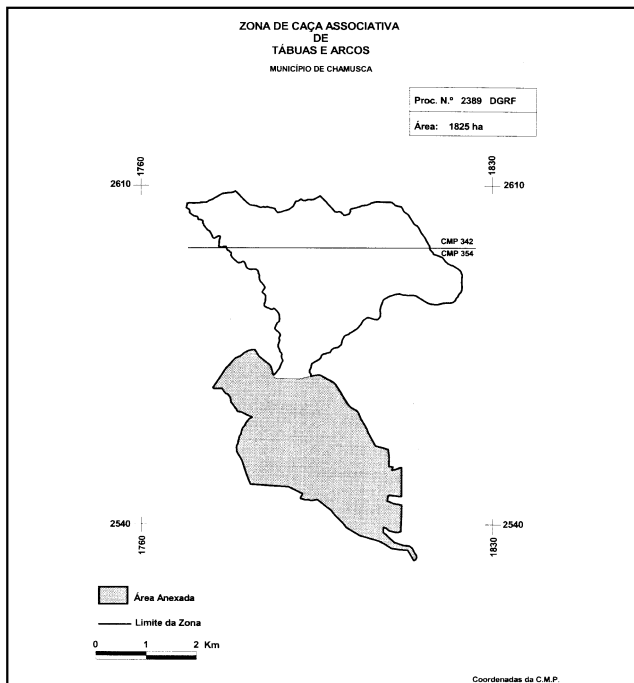 ZONA DE CAÇA ASSOCIATIVA
DE
TÁBUAS E ARCOS
MUNICÍPIO DE CHAMUSCA
Proc. N.º 2389 DGRF
Área: 1825 ha
1760
1830
2610
2610
CMP 342
CMP 354
2540
2540
1760
1830
Área Anexada
Limite da Zona
0 1 2 Km
Coordenadas da C.M.P.